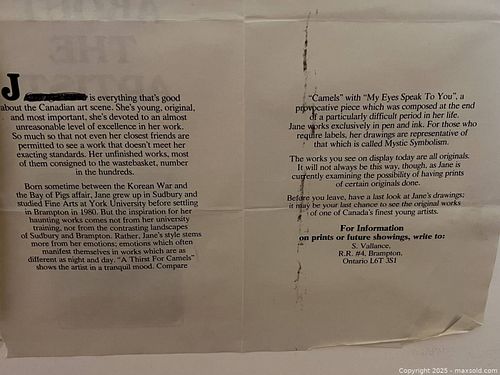 J is everything that's good
about the Canadian art scene. She's young, original,
and most important, she's devoted to an almost
unreasonable level of excellence in her work.
So much so that not even her closest friends are
permitted to see a work that doesn't meet her
exacting standards. Her unfinished works, most
of them consigned to the wastebasket, number
in the hundreds.
Born sometime between the Korean War and
the Bay of Pigs affair, Jane grew up in Sudbury and
studied Fine Arts at York University before settling
in Brampton in 1980. But the inspiration for her
haunting works comes not from her university
training, nor from the contrasting landscapes
of Sudbury and Brampton. Rather, Jane's style stems
more from her emotions; emotions which often
manifest themselves in works which are as
different as night and day. "A Thirst For Camels"
shows the artist in a tranquil mood. Compare
"Camels" with "My Eyes Speak To You", a
provocative piece which was composed at the end
of a particularly difficult period in her life.
Jane works exclusively in pen and ink. For those who
require labels, her drawings are representative of
that which is called Mystic Symbolism.
The works you see on display today are all originals.
It will not always be this way, though, as Jane is
currently examining the possibility of having prints
of certain originals done.
Before you leave, have a last look at Jane's drawings;
it may be your last chance to see the original works
of one of Canada's finest young artists.
For Information
on prints or future showings, write to:
S. Vallance,
R.R. #4, Brampton,
Ontario L6T 3S1
Copyright 2025 - maxsold.com